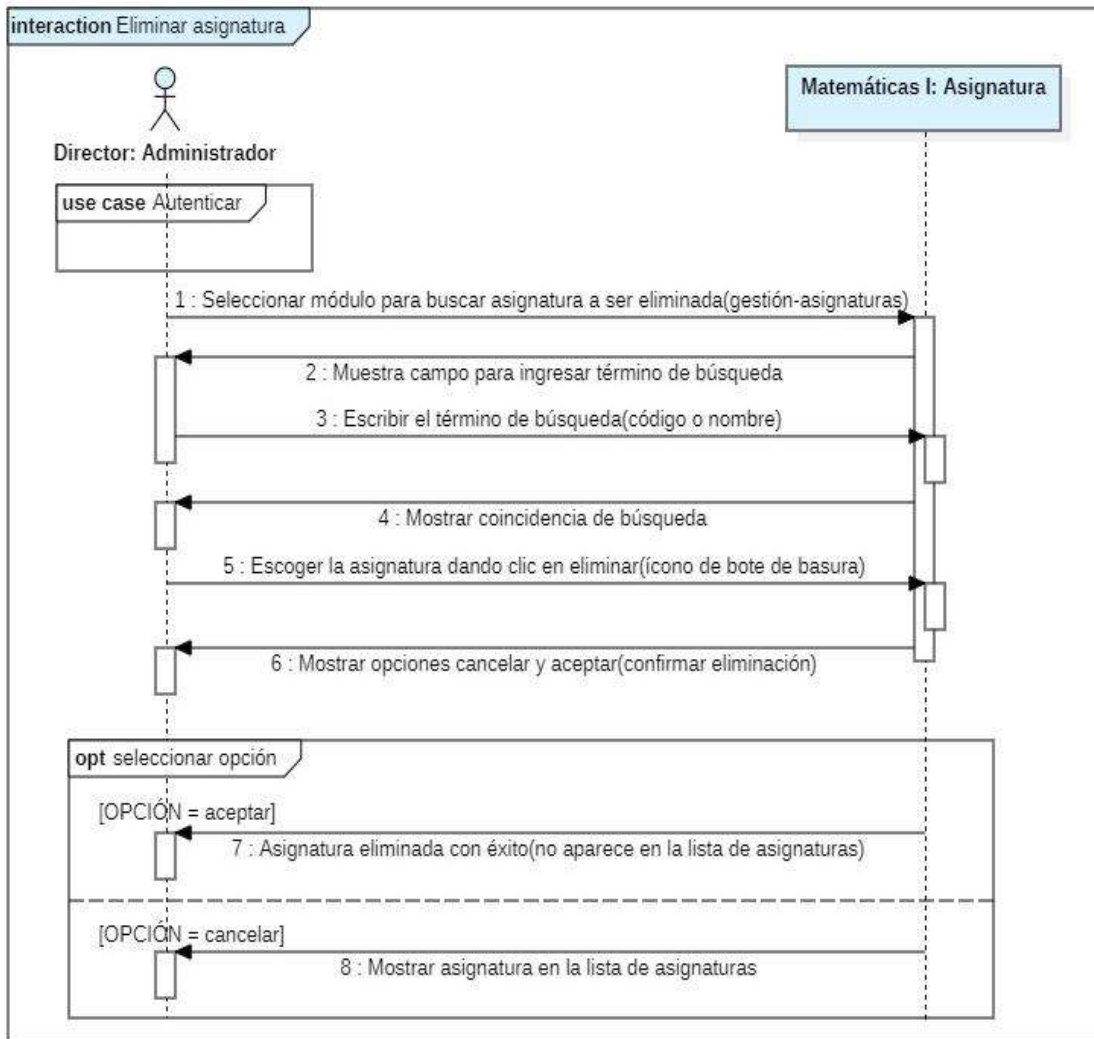 interaction Eliminar asignatura
Matemáticas I: Asignatura
Director: Administrador
use case Autenticar
1 : Seleccionar módulo para buscar asignatura a ser eliminada(gestión-asignaturas)
2 : Muestra campo para ingresar término de búsqueda
3 : Escribir el término de búsqueda(código o nombre)
4 : Mostrar coincidencia de búsqueda
5 : Escoger la asignatura dando clic en eliminar(ícono de bote de basura)
6 : Mostrar opciones cancelar y aceptar(confirmar eliminación)
opt seleccionar opción
[OPCIÓN = aceptar]
7 : Asignatura eliminada con éxito(no aparece en la lista de asignaturas)
[OPCIÓN = cancelar]
8 : Mostrar asignatura en la lista de asignaturas